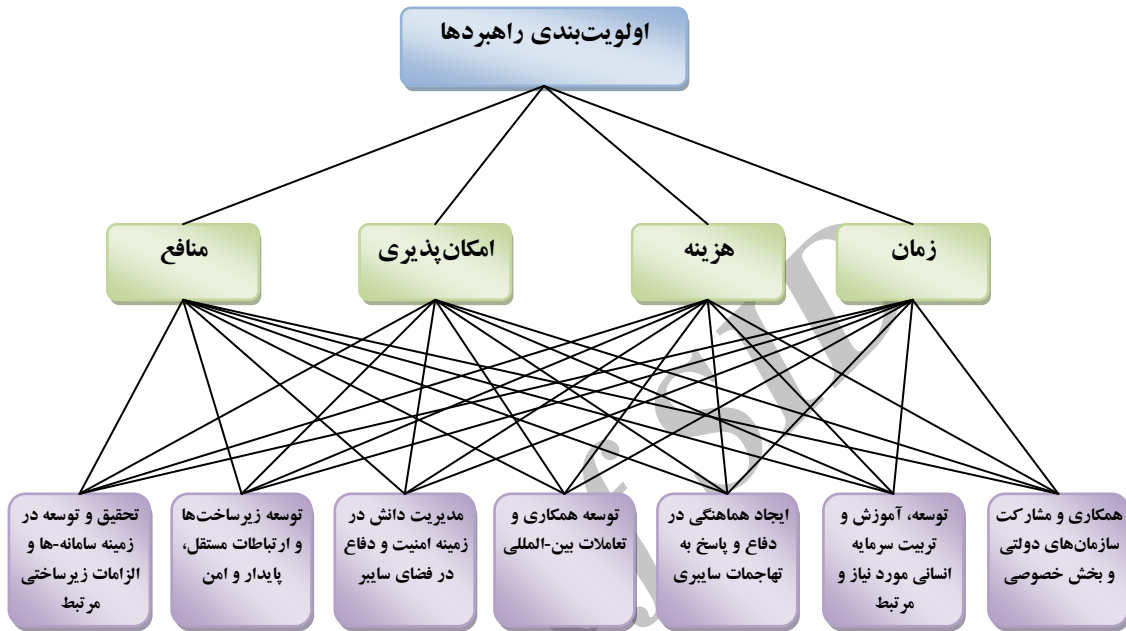 اولویت‌بندی راهبردها
زمان
هزینه
امکان‌پذیری
منافع
همکاری و مشارکت
سازمان‌های دولتی
و بخش خصوصی
توسعه، آموزش و
تربیت سرمایه
انسانی مورد نیاز و
مرتبط
ایجاد هماهنگی در
دفاع و پاسخ به
تهاجمات سایبری
توسعه همکاری و
تعاملات بین-المللی
مدیریت دانش در
زمینه امنیت و دفاع
در فضای سایبر
توسعه زیرساخت‌ها
و ارتباطات مستقل،
پایدار و امن
تحقیق و توسعه در
زمینه سامانه-ها و
الزامات زیرساختی
مرتبط
f SID